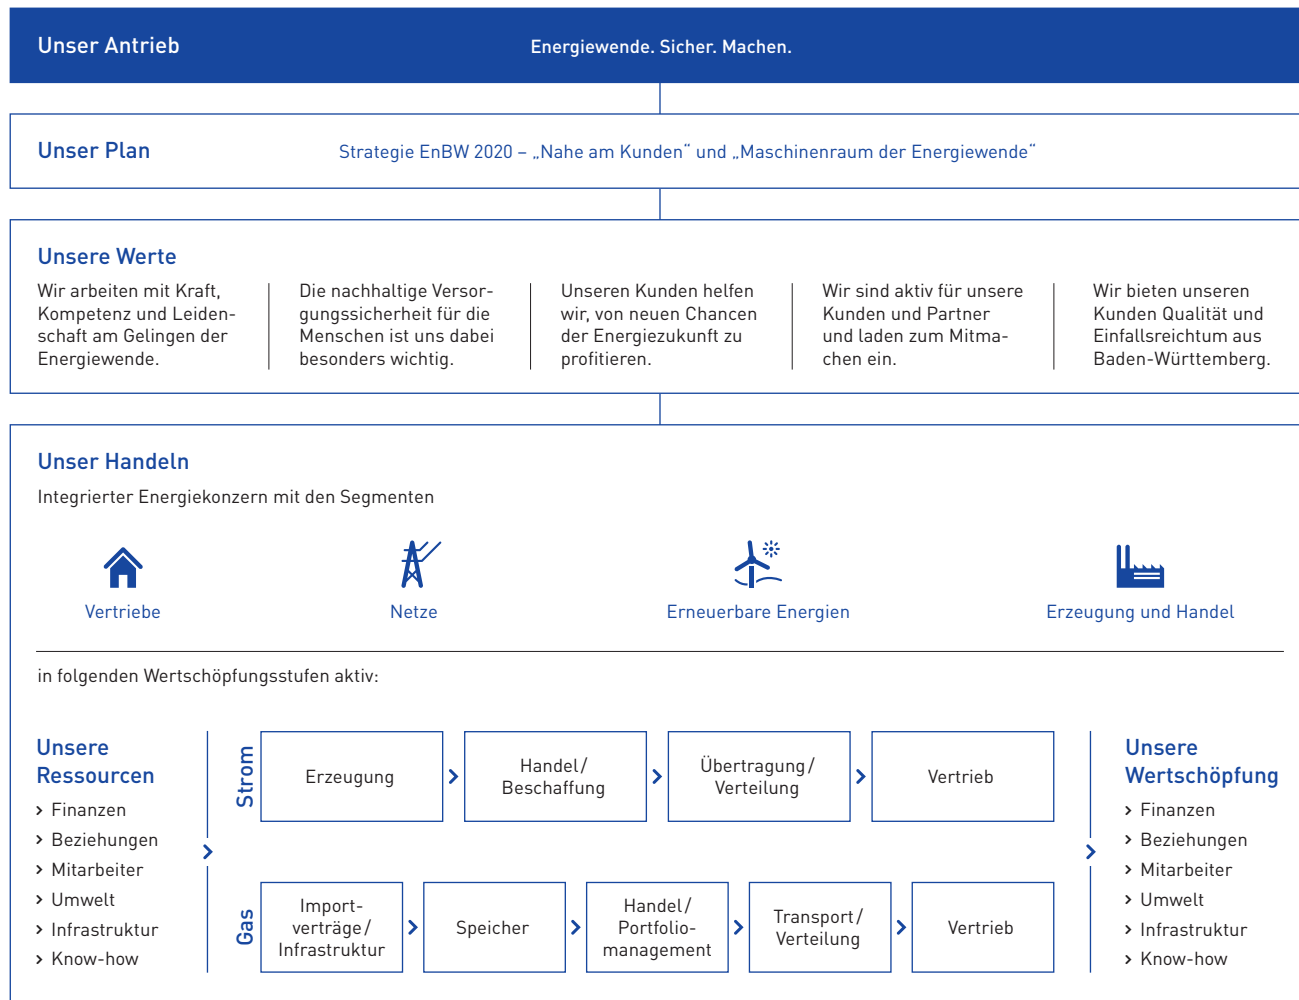 Unser Antrieb
Energiewende. Sicher. Machen.
Unser Plan
Strategie EnBW 2020 – „Nahe am Kunden“ und „Maschinenraum der Energiewende“
Unsere Werte
Wir arbeiten mit Kraft,
Kompetenz und Leiden-
schaft am Gelingen der
Energiewende.
Die nachhaltige Versor-
gungssicherheit für die
Menschen ist uns dabei
besonders wichtig.
Unseren Kunden helfen
wir, von neuen Chancen
der Energiezukunft zu
profitieren.
Wir sind aktiv für unsere
Kunden und Partner
und laden zum Mitma-
chen ein.
Wir bieten unseren
Kunden Qualität und
Einfallsreichtum aus
Baden-Württemberg.
Unser Handeln
Integrierter Energiekonzern mit den Segmenten
Vertriebe
Netze
Erneuerbare Energien
Erzeugung und Handel
in folgenden Wertschöpfungsstufen aktiv:
Unsere
Ressourcen
› Finanzen
› Beziehungen
› Mitarbeiter
› Umwelt
› Infrastruktur
› Know-how
Strom
Erzeugung
Handel/
Beschaffung
Übertragung/
Verteilung
Vertrieb
Gas
Import-
verträge/
Infrastruktur
Speicher
Handel/
Portfolio-
management
Transport/
Verteilung
Vertrieb
Unsere
Wertschöpfung
› Finanzen
› Beziehungen
› Mitarbeiter
› Umwelt
› Infrastruktur
› Know-how